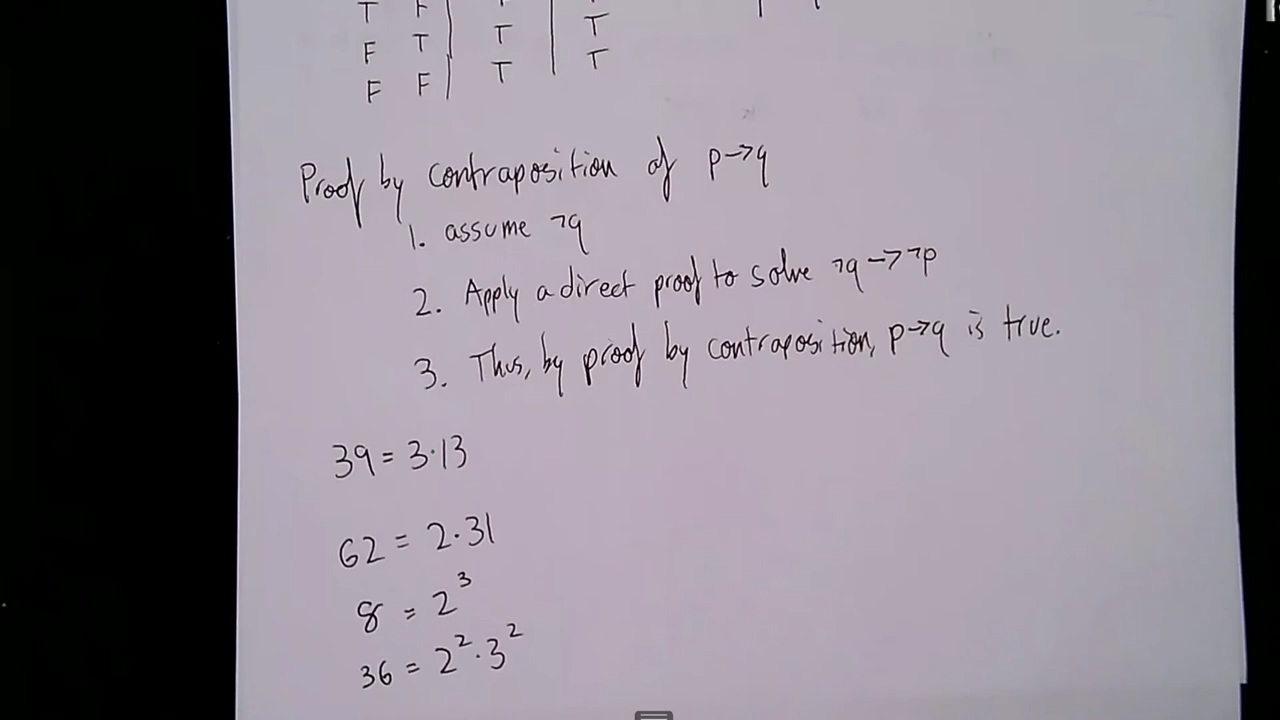 T F T
F T T T
F F T T
Proof by contraposition of p→q
1. assume ¬q
2. Apply a direct proof to solve ¬q→¬p
3. Thus, by proof by contraposition, p→q is true.
39 = 3·13
62 = 2·31
8 = 2³
36 = 2²·3²